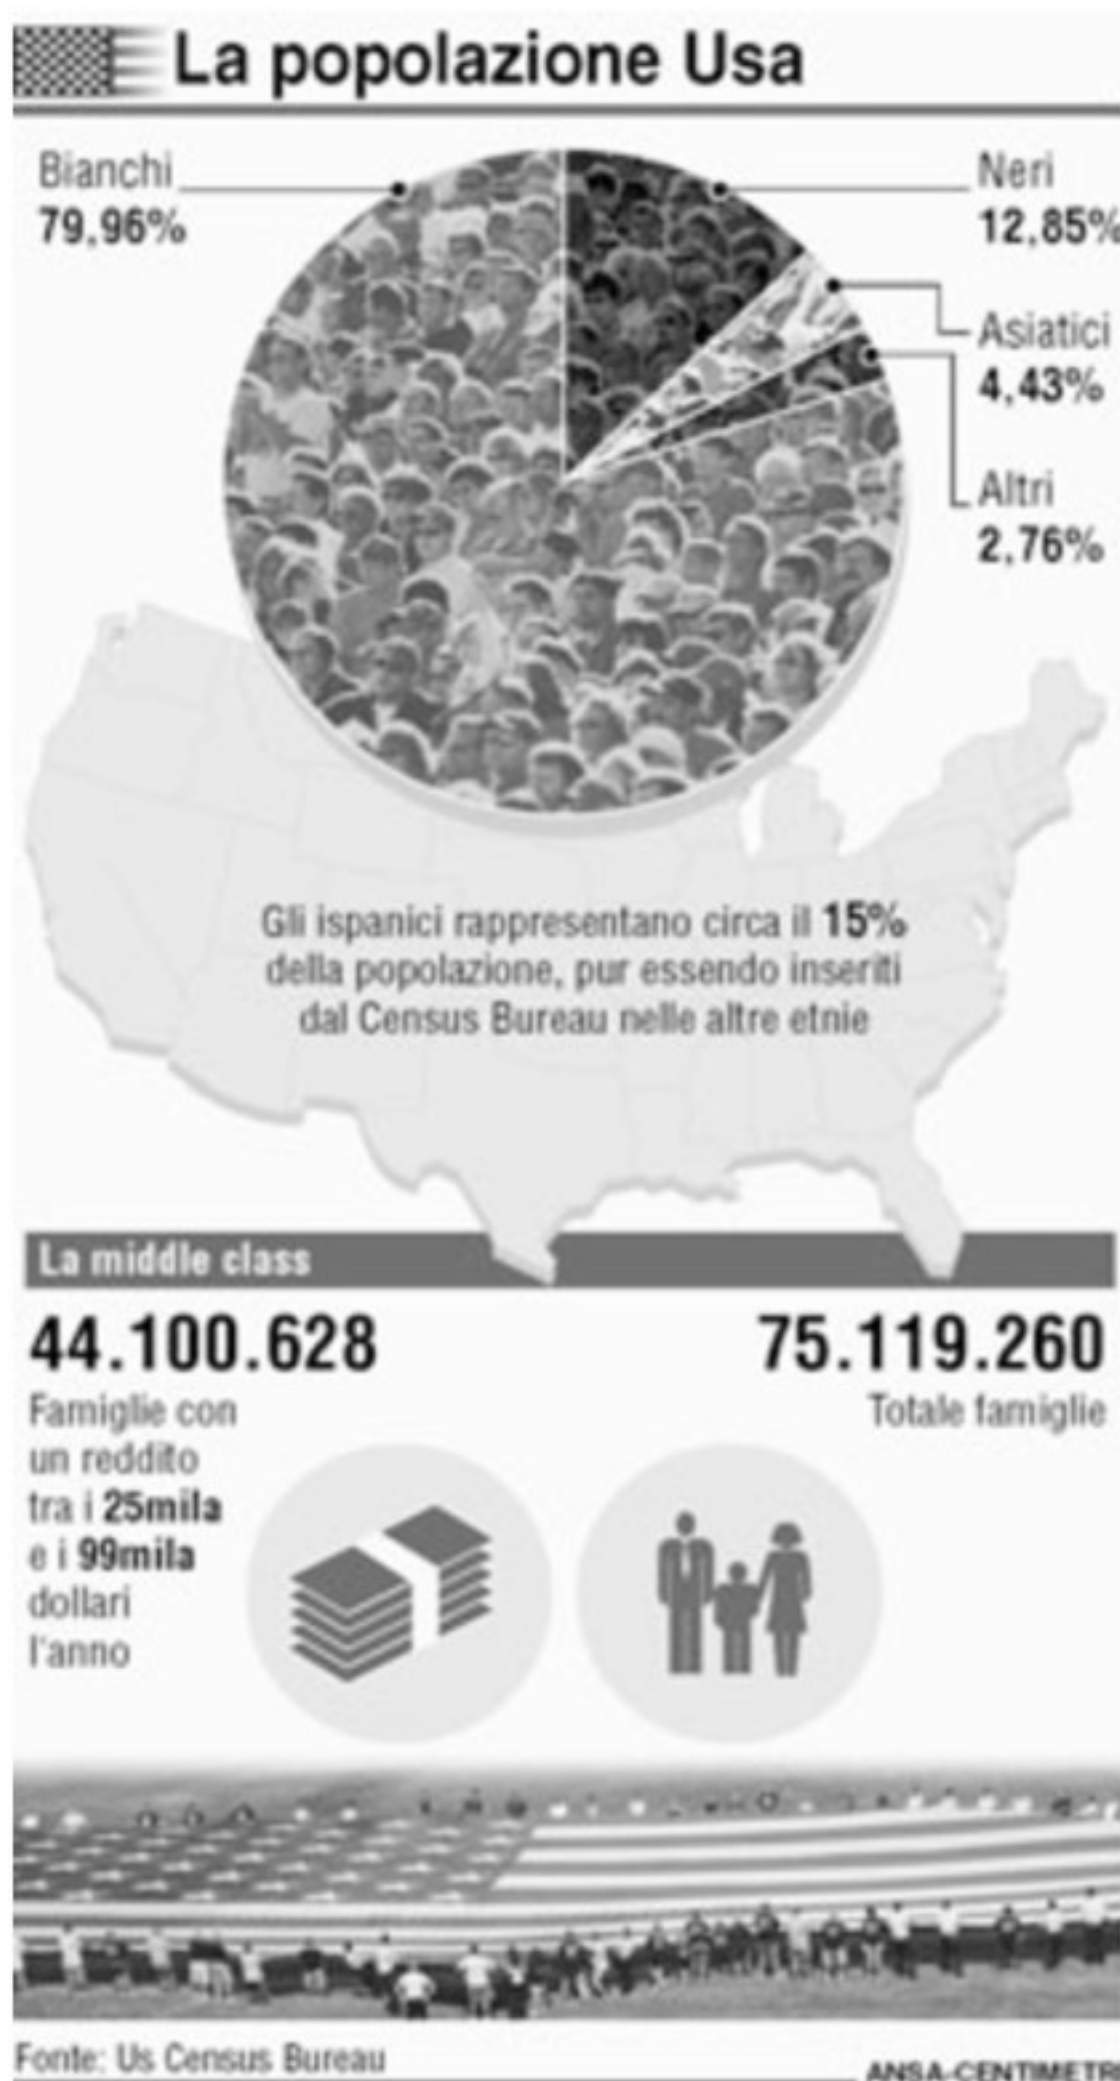 La popolazione Usa
Bianchi
79,96%
Neri
12,85%
Asiatici
4,43%
Altri
2,76%
Gli ispanici rappresentano circa il 15%
della popolazione, pur essendo inseriti
dal Census Bureau nelle altre etnie
La middle class
44.100.628
Famiglie con
un reddito
tra i 25mila
e i 99mila
dollari
l'anno
75.119.260
Totale famiglie
Fonte: Us Census Bureau
ANSA-CENTIMETRI